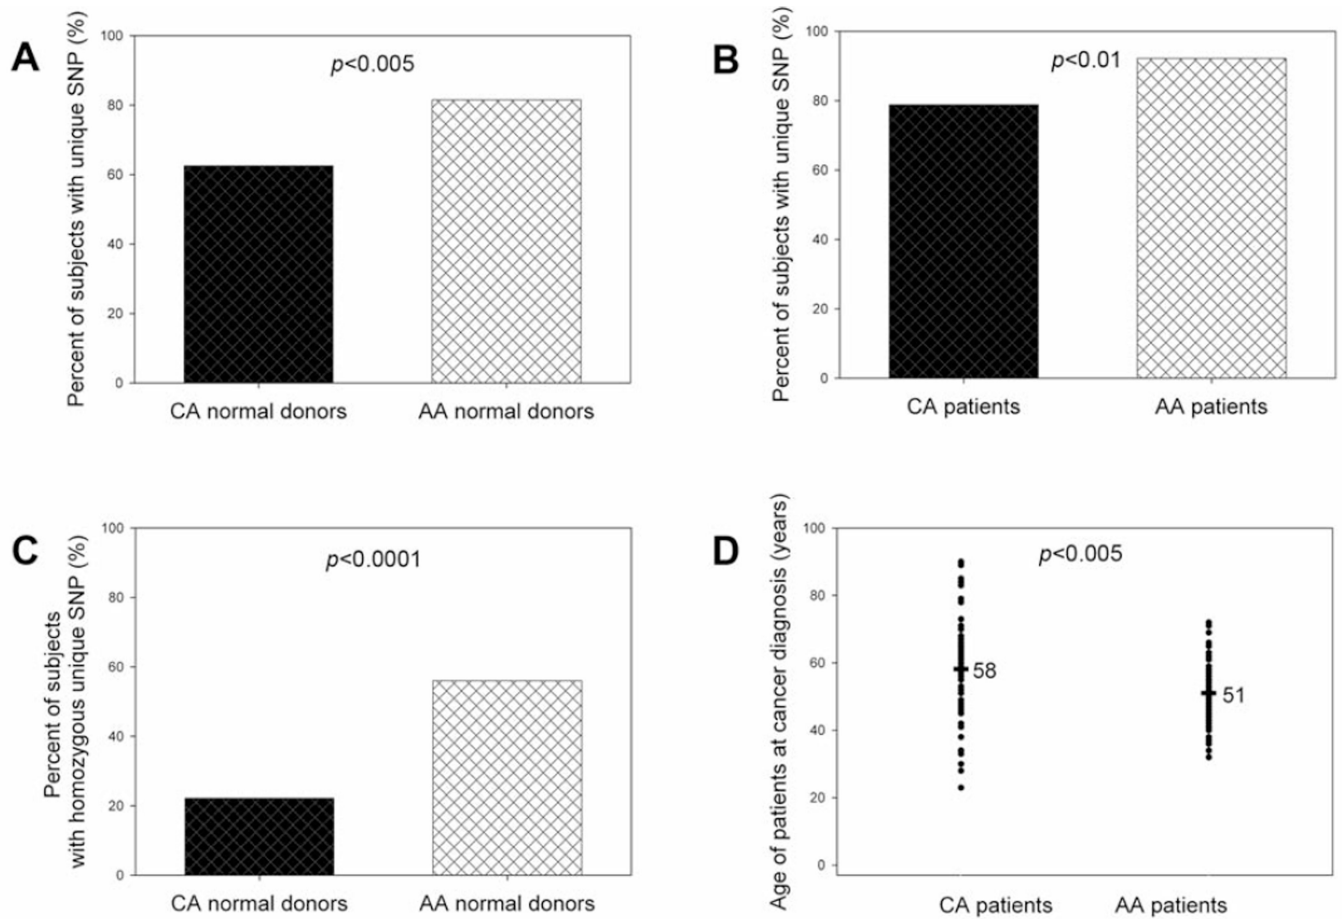 A
Percent of subjects with unique SNP (%)
100
80
60
40
20
0
p<0.005
CA normal donors
AA normal donors
B
Percent of subjects with unique SNP (%)
100
80
60
40
20
0
p<0.01
CA patients
AA patients
C
Percent of subjects
with homozygous unique SNP (%)
100
80
60
40
20
0
p<0.0001
CA normal donors
AA normal donors
D
Age of patients at cancer diagnosis (years)
100
80
60
40
20
0
p<0.005
58
51
CA patients
AA patients